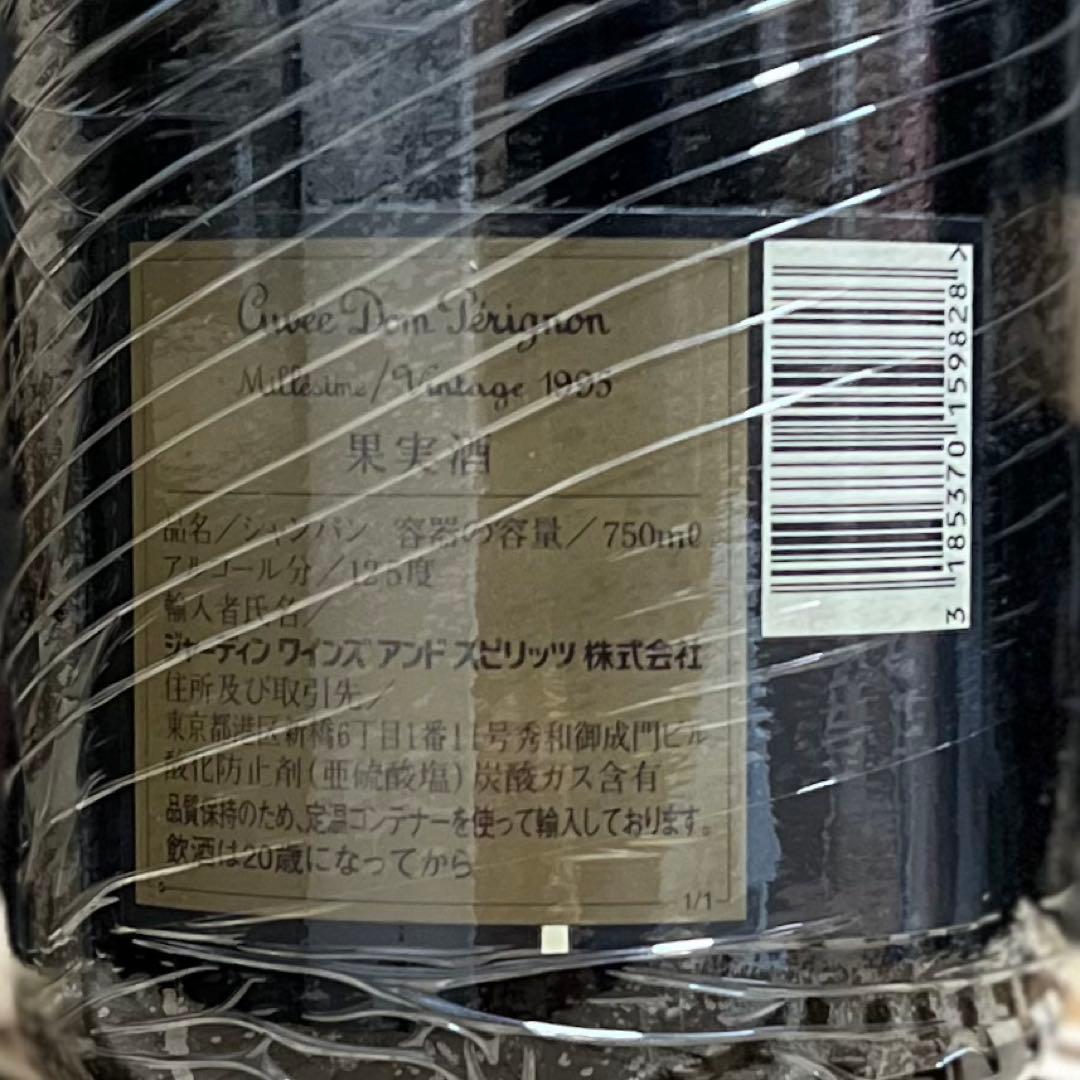 Cuvée Dom Pérignon
Millésime/Vintage 1995
果実酒
品名/シャンパン 容器の容量/750mℓ
アルコール分/12.5度
輸入者氏名/
ジャーディン ワインズ アンド スピリッツ 株式会社
住所及び取引先/
東京都港区新橋6丁目1番11号秀和御成門ビル
酸化防止剤(亜硫酸塩)炭酸ガス含有
品質保持のため、定温コンテナーを使って輸入しております。
飲酒は20歳になってから
1/1
3 185370 159828 >